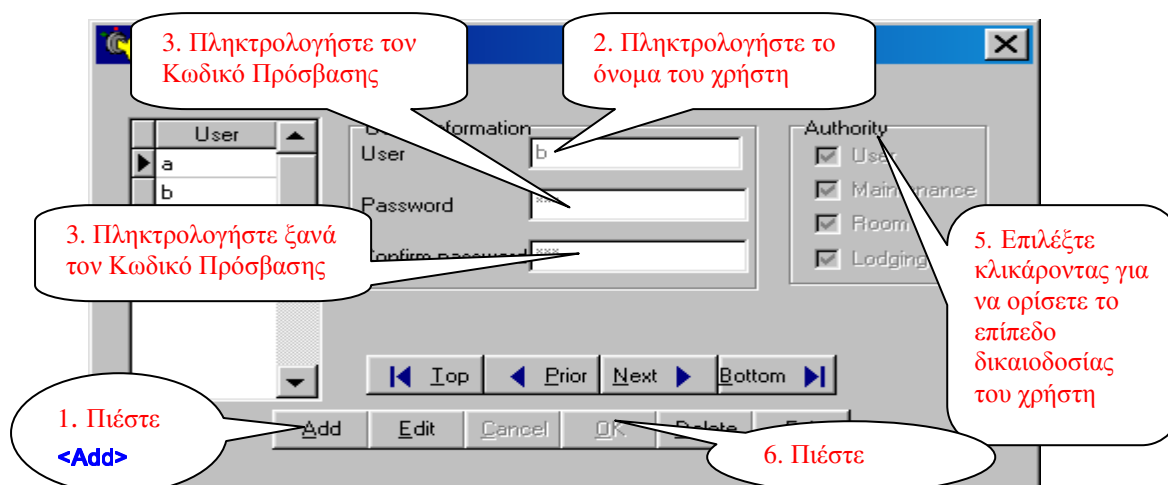 3. Πληκτρολογήστε τον
Κωδικό Πρόσβασης
2. Πληκτρολογήστε το
όνομα του χρήστη
User
a
b
User
b
Password
***
3. Πληκτρολογήστε ξανά
τον Κωδικό Πρόσβασης
***
Authority
User
Maintenance
Room
Lodging
5. Επιλέξτε
κλικάροντας για
να ορίσετε το
επίπεδο
δικαιοδοσίας
του χρήστη
Top
Prior
Next
Bottom
1. Πιέστε
<Add>
Add
Edit
Cancel
OK
Delete
6. Πιέστε